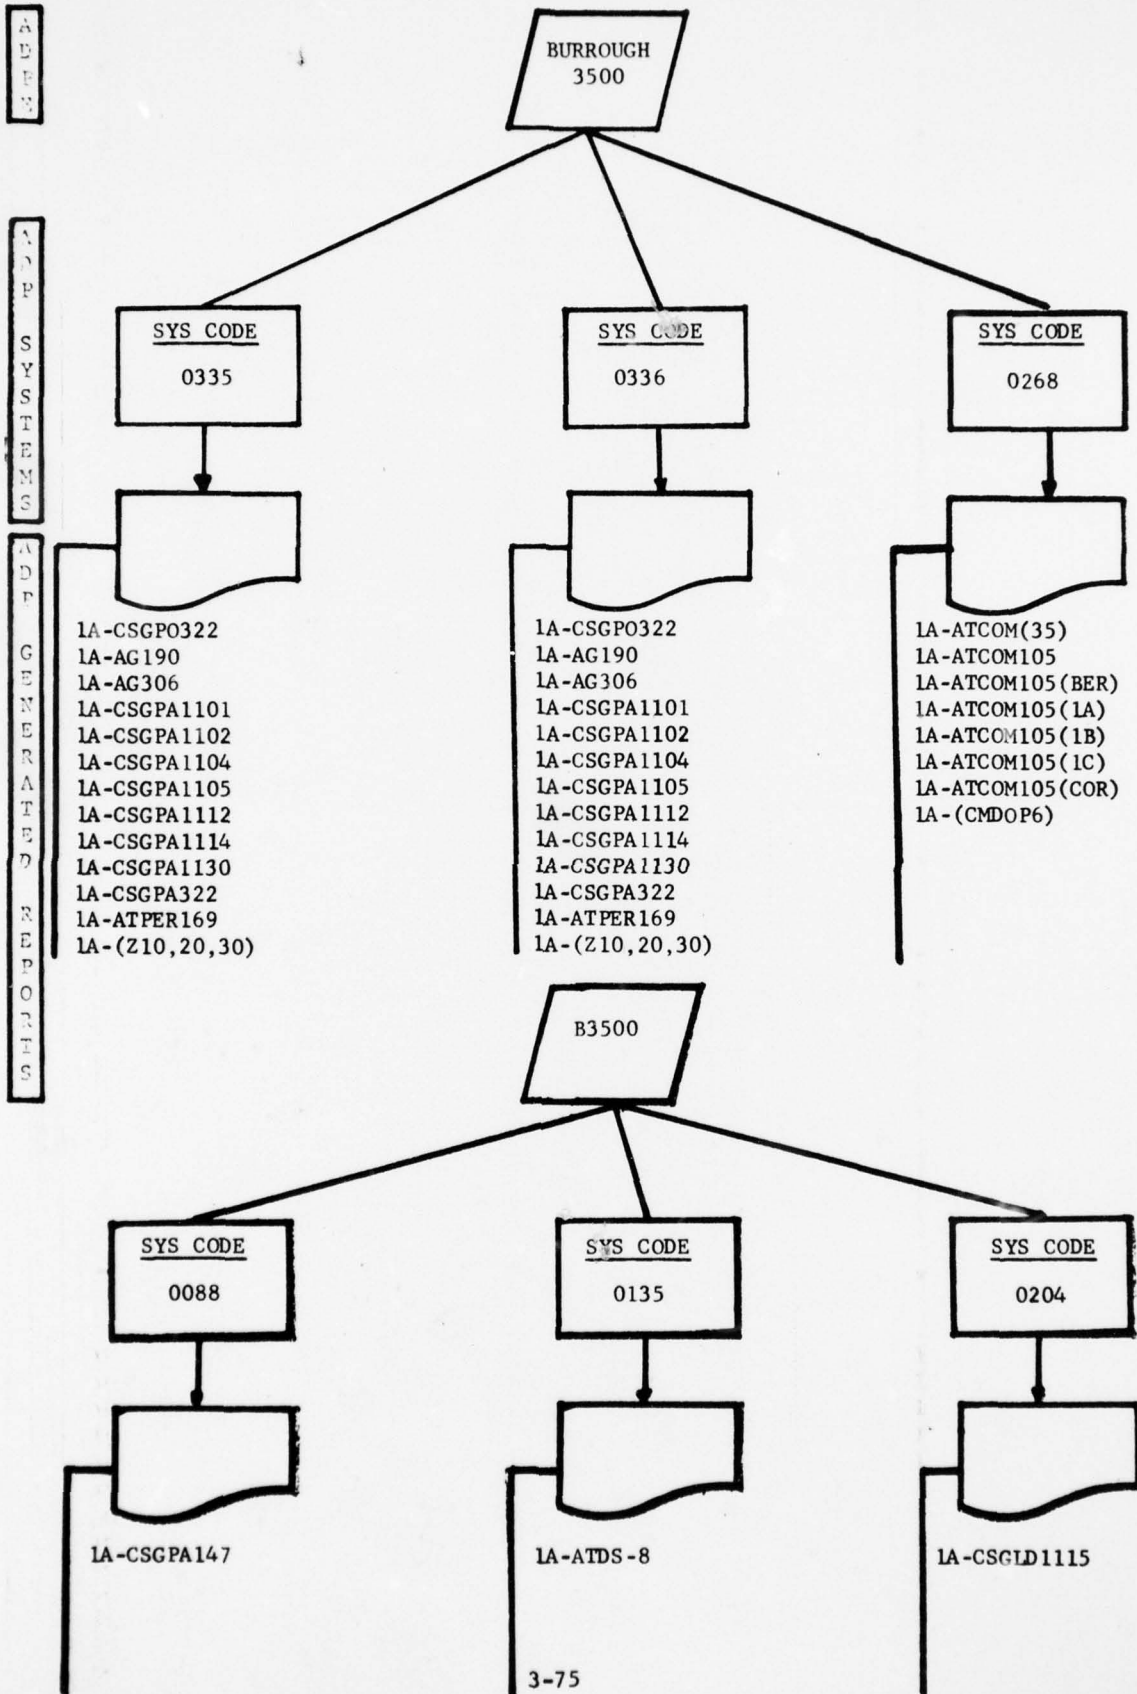 ADPE
BURROUGH
3500
ADP SYSTEMS
SYS CODE
0335
SYS CODE
0336
SYS CODE
0268
ADP GENERATED REPORTS
1A-CSGPO322
1A-AG190
1A-AG306
1A-CSGPA1101
1A-CSGPA1102
1A-CSGPA1104
1A-CSGPA1105
1A-CSGPA1112
1A-CSGPA1114
1A-CSGPA1130
1A-CSGPA322
1A-ATPER169
1A-(Z10,20,30)
1A-CSGPO322
1A-AG190
1A-AG306
1A-CSGPA1101
1A-CSGPA1102
1A-CSGPA1104
1A-CSGPA1105
1A-CSGPA1112
1A-CSGPA1114
1A-CSGPA1130
1A-CSGPA322
1A-ATPER169
1A-(Z10,20,30)
1A-ATCOM(35)
1A-ATCOM105
1A-ATCOM105(BER)
1A-ATCOM105(1A)
1A-ATCOM105(1B)
1A-ATCOM105(1C)
1A-ATCOM105(COR)
1A-(CMDOP6)
B3500
SYS CODE
0088
SYS CODE
0135
SYS CODE
0204
1A-CSGPA147
1A-ATDS-8
1A-CSGLD1115
3-75